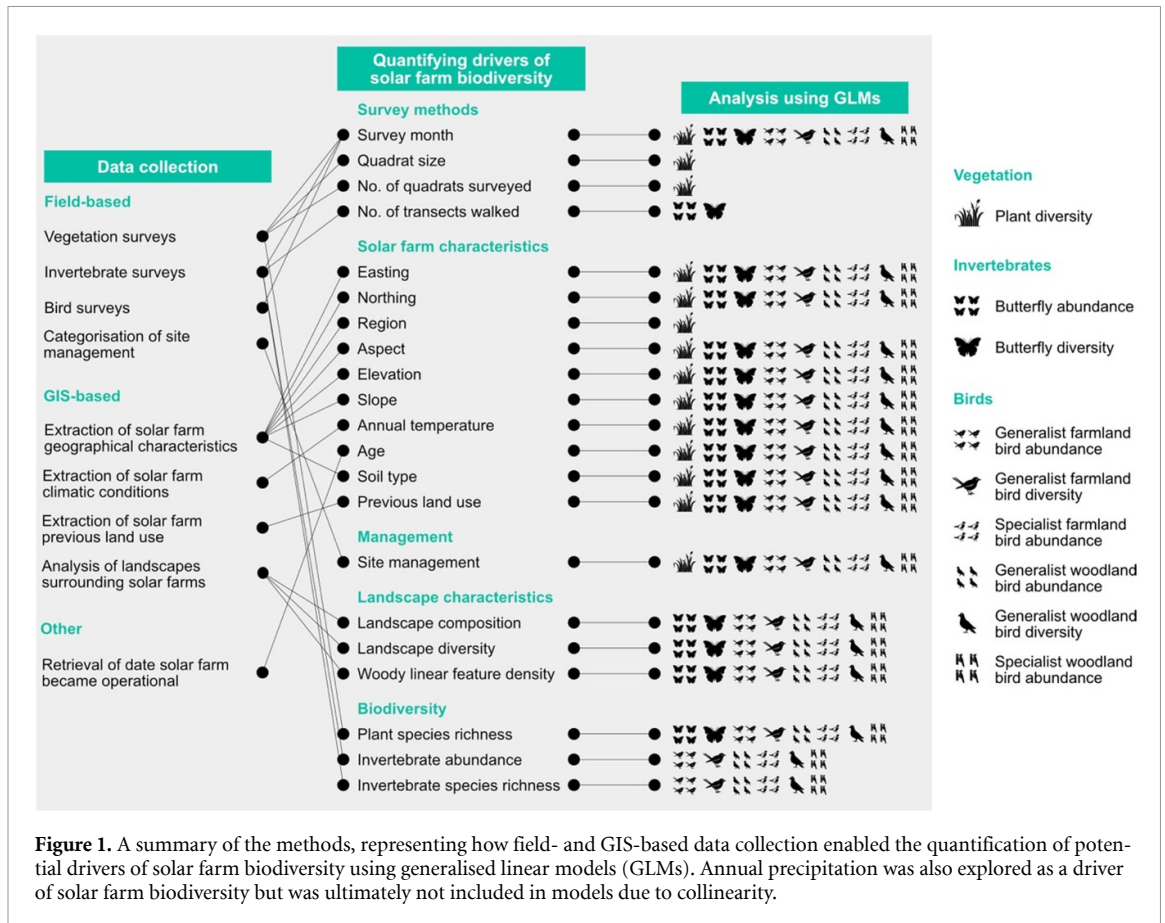 Data collection
Field-based
Vegetation surveys
Invertebrate surveys
Bird surveys
Categorisation of site
management
GIS-based
Extraction of solar farm
geographical characteristics
Extraction of solar farm
climatic conditions
Extraction of solar farm
previous land use
Analysis of landscapes
surrounding solar farms
Other
Retrieval of date solar farm
became operational
Quantifying drivers of
solar farm biodiversity
Survey methods
Survey month
Quadrat size
No. of quadrats surveyed
No. of transects walked
Solar farm characteristics
Easting
Northing
Region
Aspect
Elevation
Slope
Annual temperature
Age
Soil type
Previous land use
Management
Site management
Landscape characteristics
Landscape composition
Landscape diversity
Woody linear feature density
Biodiversity
Plant species richness
Invertebrate abundance
Invertebrate species richness
Analysis using GLMs
Vegetation
Plant diversity
Invertebrates
Butterfly abundance
Butterfly diversity
Birds
Generalist farmland
bird abundance
Generalist farmland
bird diversity
Specialist farmland
bird abundance
Generalist woodland
bird abundance
Generalist woodland
bird diversity
Specialist woodland
bird abundance
Figure 1. A summary of the methods, representing how field- and GIS-based data collection enabled the quantification of poten-
tial drivers of solar farm biodiversity using generalised linear models (GLMs). Annual precipitation was also explored as a driver
of solar farm biodiversity but was ultimately not included in models due to collinearity.